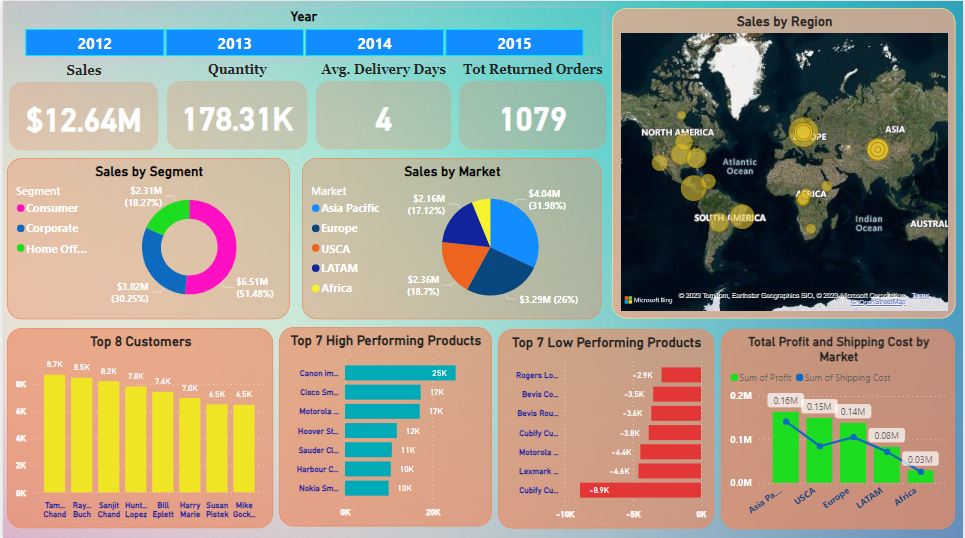 Year
2012 2013 2014 2015
Sales Quantity Avg. Delivery Days Tot Returned Orders
$12.64M 178.31K 4 1079
Sales by Region
NORTH AMERICA
ASIA
Atlantic
Ocean
AFRICA
SOUTH AMERICA
Indian
Ocean
AUSTRAL
Microsoft Bing
© 2023 TomTom, Earthstar Geographics SIO, © 2023 Microsoft Corporation, Terms
© OpenStreetMap
Sales by Segment
Segment
Consumer
Corporate
Home Off...
$2.31M
(18.27%)
$3.82M
(30.25%)
$6.51M
(51.48%)
Sales by Market
Market
Asia Pacific
Europe
USCA
LATAM
Africa
$2.16M
(17.12%)
$4.04M
(31.98%)
$2.36M
(18.7%)
$3.29M (26%)
Top 8 Customers
8K
6K
4K
2K
0K
8.7K 8.5K 8.2K 7.8K 7.4K 7.0K 6.5K 6.5K
Tam... Ray... Sanjit Hunt... Bill Harry Susan Mike
Chand Buch Chand Lopez Eplett Marie Pistek Gock...
Top 7 High Performing Products
Canon im... 25K
Cisco Sm... 17K
Motorola ... 17K
Hoover St... 12K
Sauder Cl... 11K
Harbour C... 10K
Nokia Sm... 10K
0K 20K
Top 7 Low Performing Products
Rogers Lo... -2.9K
Bevis Co... -3.5K
Bevis Rou... -3.6K
Cubify Cu... -3.8K
Motorola ... -4.4K
Lexmark ... -4.6K
Cubify Cu... -8.9K
-10K -5K 0K
Total Profit and Shipping Cost by
Market
Sum of Profit Sum of Shipping Cost
0.2M
0.1M
0.0M
0.16M 0.15M 0.14M 0.08M 0.03M
Asia Pa... USCA Europe LATAM Africa